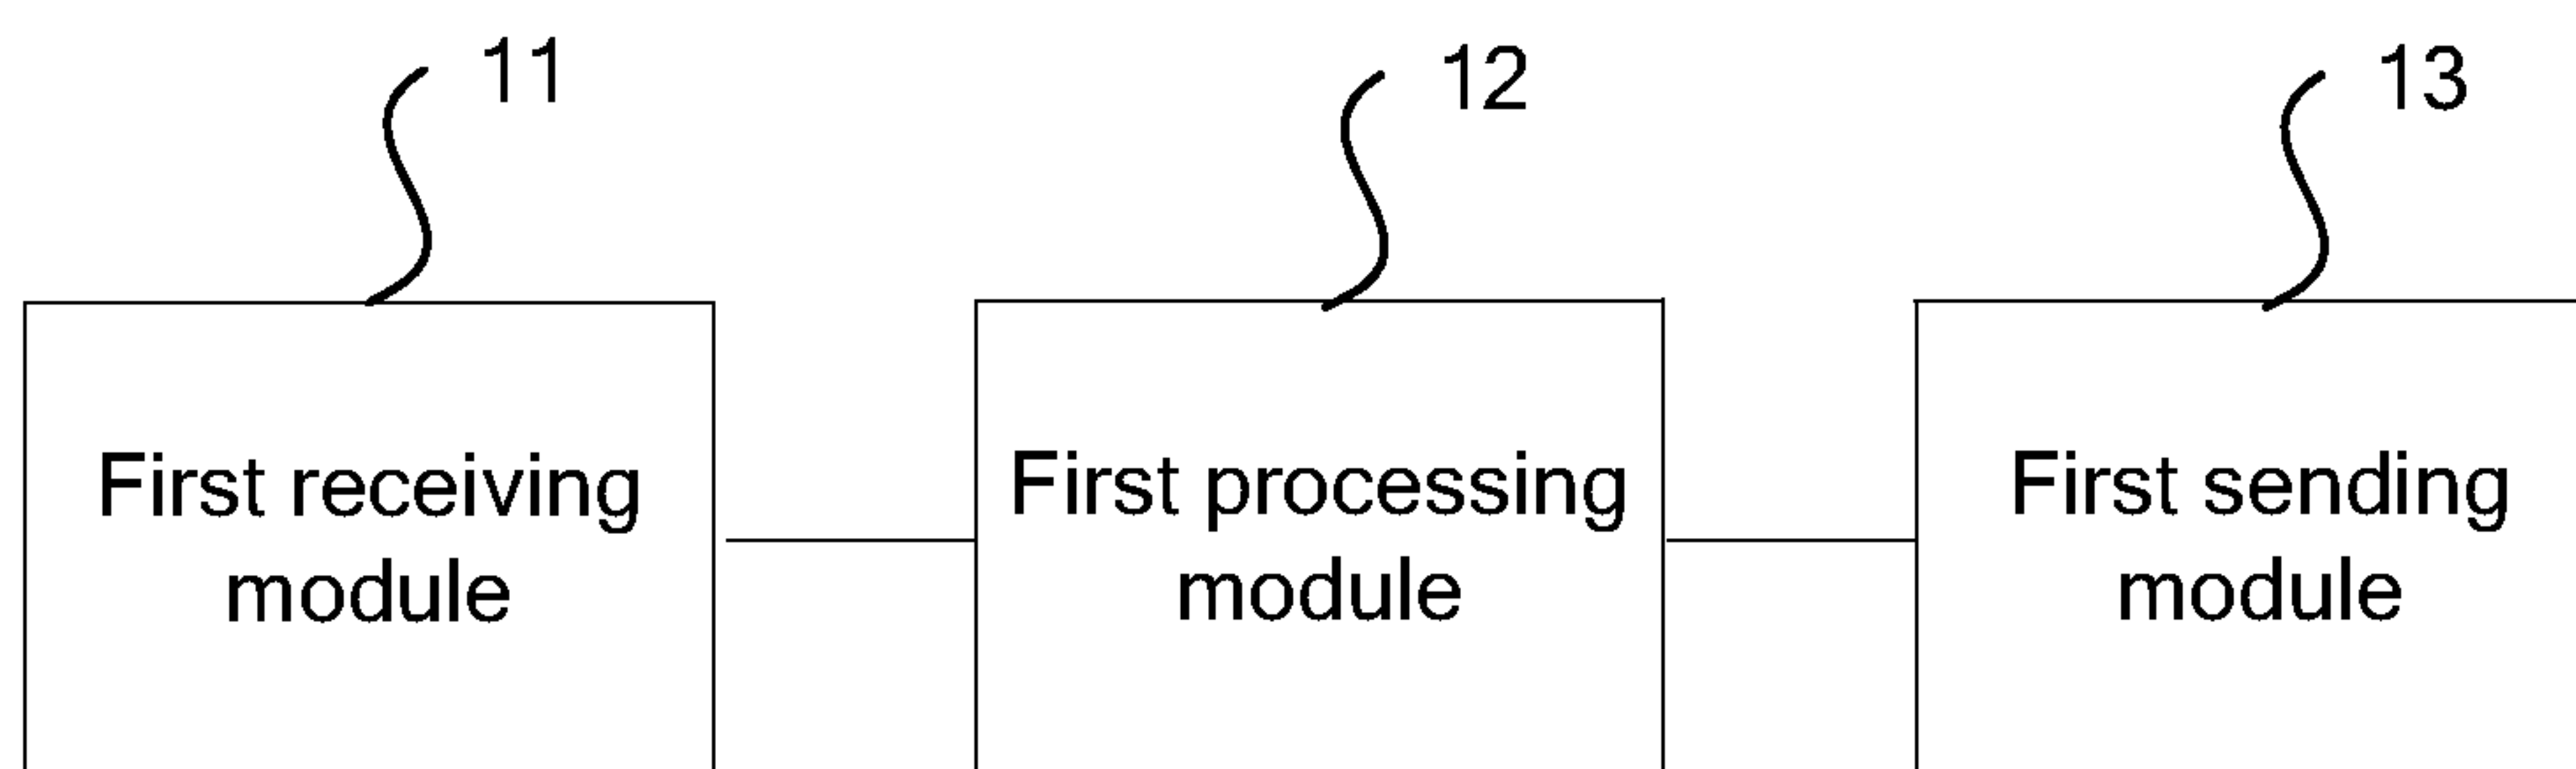 11
12
13
First receiving
module
First processing
module
First sending
module